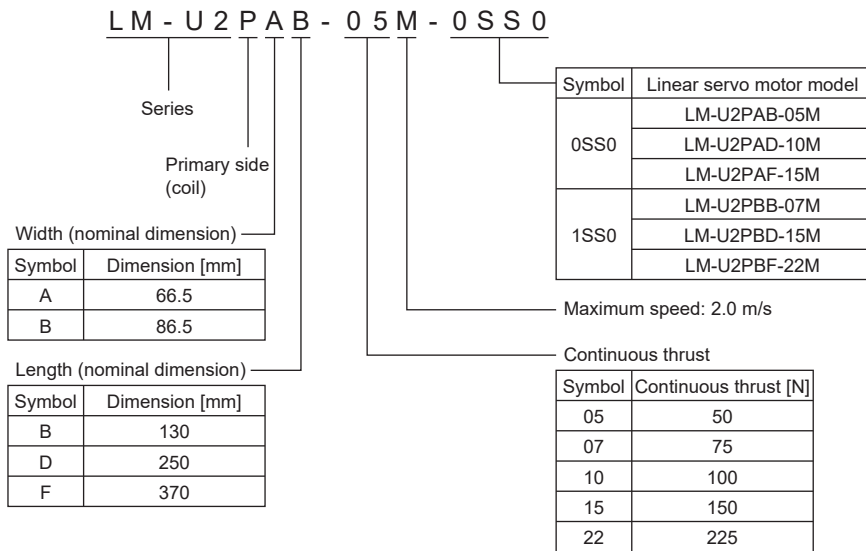 LM-U2PAB-05M-0SS0
Series
Primary side
(coil)
Width (nominal dimension)
Symbol Dimension [mm]
A 66.5
B 86.5
Length (nominal dimension)
Symbol Dimension [mm]
B 130
D 250
F 370
Symbol Linear servo motor model
0SS0
LM-U2PAB-05M
LM-U2PAD-10M
LM-U2PAF-15M
1SS0
LM-U2PBB-07M
LM-U2PBD-15M
LM-U2PBF-22M
Maximum speed: 2.0 m/s
Continuous thrust
Symbol Continuous thrust [N]
05 50
07 75
10 100
15 150
22 225